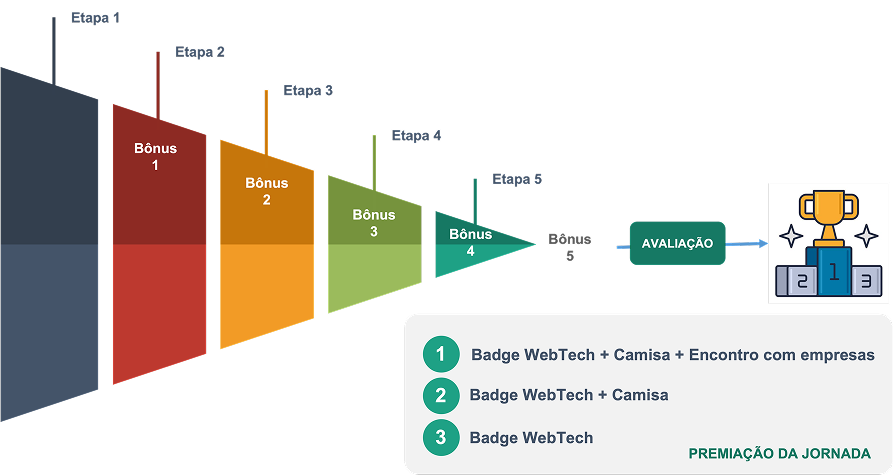 Etapa 1
Etapa 2
Etapa 3
Etapa 4
Etapa 5
Bônus
1
Bônus
2
Bônus
3
Bônus
4
Bônus
5
AVALIAÇÃO
2
1
3
1
Badge WebTech + Camisa + Encontro com empresas
2
Badge WebTech + Camisa
3
Badge WebTech
PREMIAÇÃO DA JORNADA